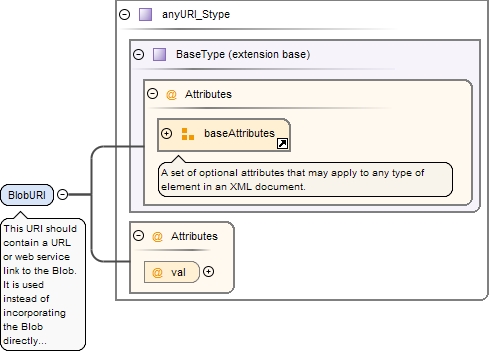 anyURI_Stype
BaseType (extension base)
@ Attributes
baseAttributes
A set of optional attributes that may apply to any type of
element in an XML document.
BlobURI
This URI should
contain a URL
or web service
link to the Blob.
It is used
instead of
incorporating
the Blob
directly...
@ Attributes
@ val